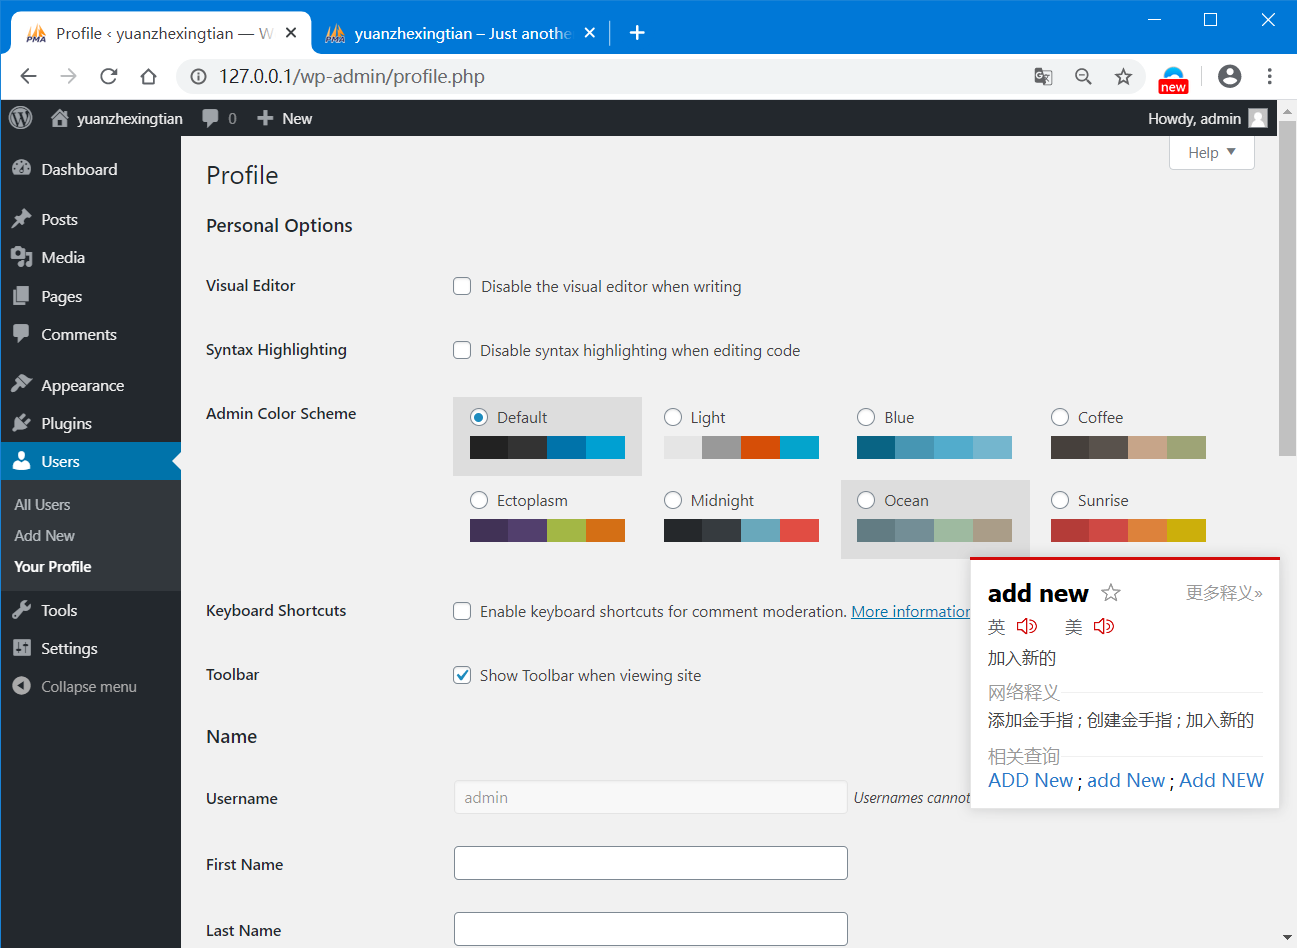 Profile ‹ yuanzhexingtian — W
yuanzhexingtian – Just anothe
127.0.0.1/wp-admin/profile.php
new
yuanzhexingtian
0
New
Howdy, admin
Help
Dashboard
Posts
Media
Pages
Comments
Appearance
Plugins
Users
All Users
Add New
Your Profile
Tools
Settings
Collapse menu
Profile
Personal Options
Visual Editor
Disable the visual editor when writing
Syntax Highlighting
Disable syntax highlighting when editing code
Admin Color Scheme
Default
Light
Blue
Coffee
Ectoplasm
Midnight
Ocean
Sunrise
Keyboard Shortcuts
Enable keyboard shortcuts for comment moderation. More information
Toolbar
Show Toolbar when viewing site
Name
Username
admin
Usernames cannot
First Name
Last Name
add new
更多释义»
英
美
加入新的
网络释义
添加金手指 ; 创建金手指 ; 加入新的
相关查询
ADD New ; add New ; Add NEW
PMA
PMA